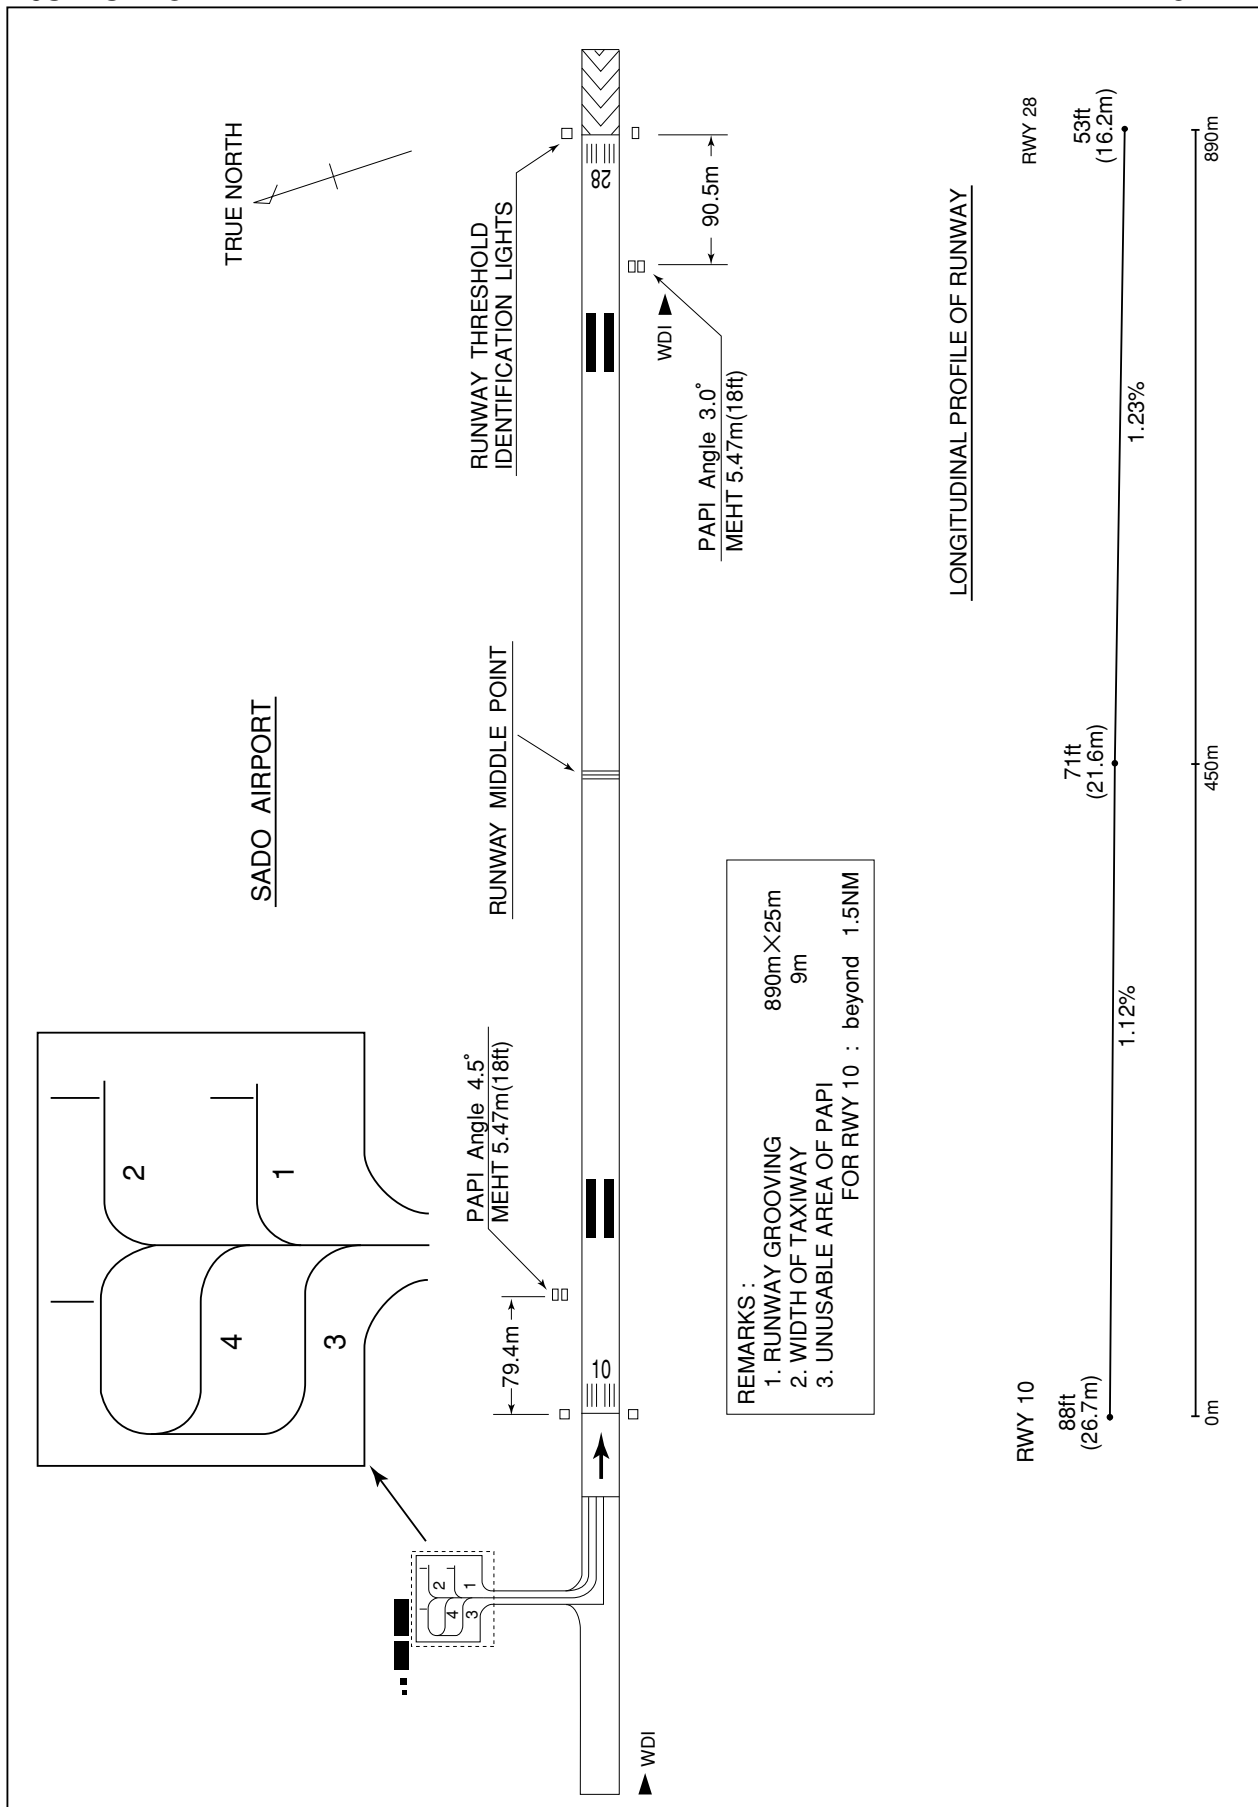 SADO AIRPORT
TRUE NORTH
2
1
4
3
2
1
4
3
PAPI Angle 4.5°
MEHT 5.47m(18ft)
79.4m
RUNWAY MIDDLE POINT
RUNWAY THRESHOLD
IDENTIFICATION LIGHTS
10
28
90.5m
WDI
WDI
PAPI Angle 3.0°
MEHT 5.47m(18ft)
REMARKS :
1. RUNWAY GROOVING 890m×25m
2. WIDTH OF TAXIWAY 9m
3. UNUSABLE AREA OF PAPI
FOR RWY 10 : beyond 1.5NM
LONGITUDINAL PROFILE OF RUNWAY
RWY 10
88ft
(26.7m)
71ft
(21.6m)
RWY 28
53ft
(16.2m)
1.12%
1.23%
0m
450m
890m